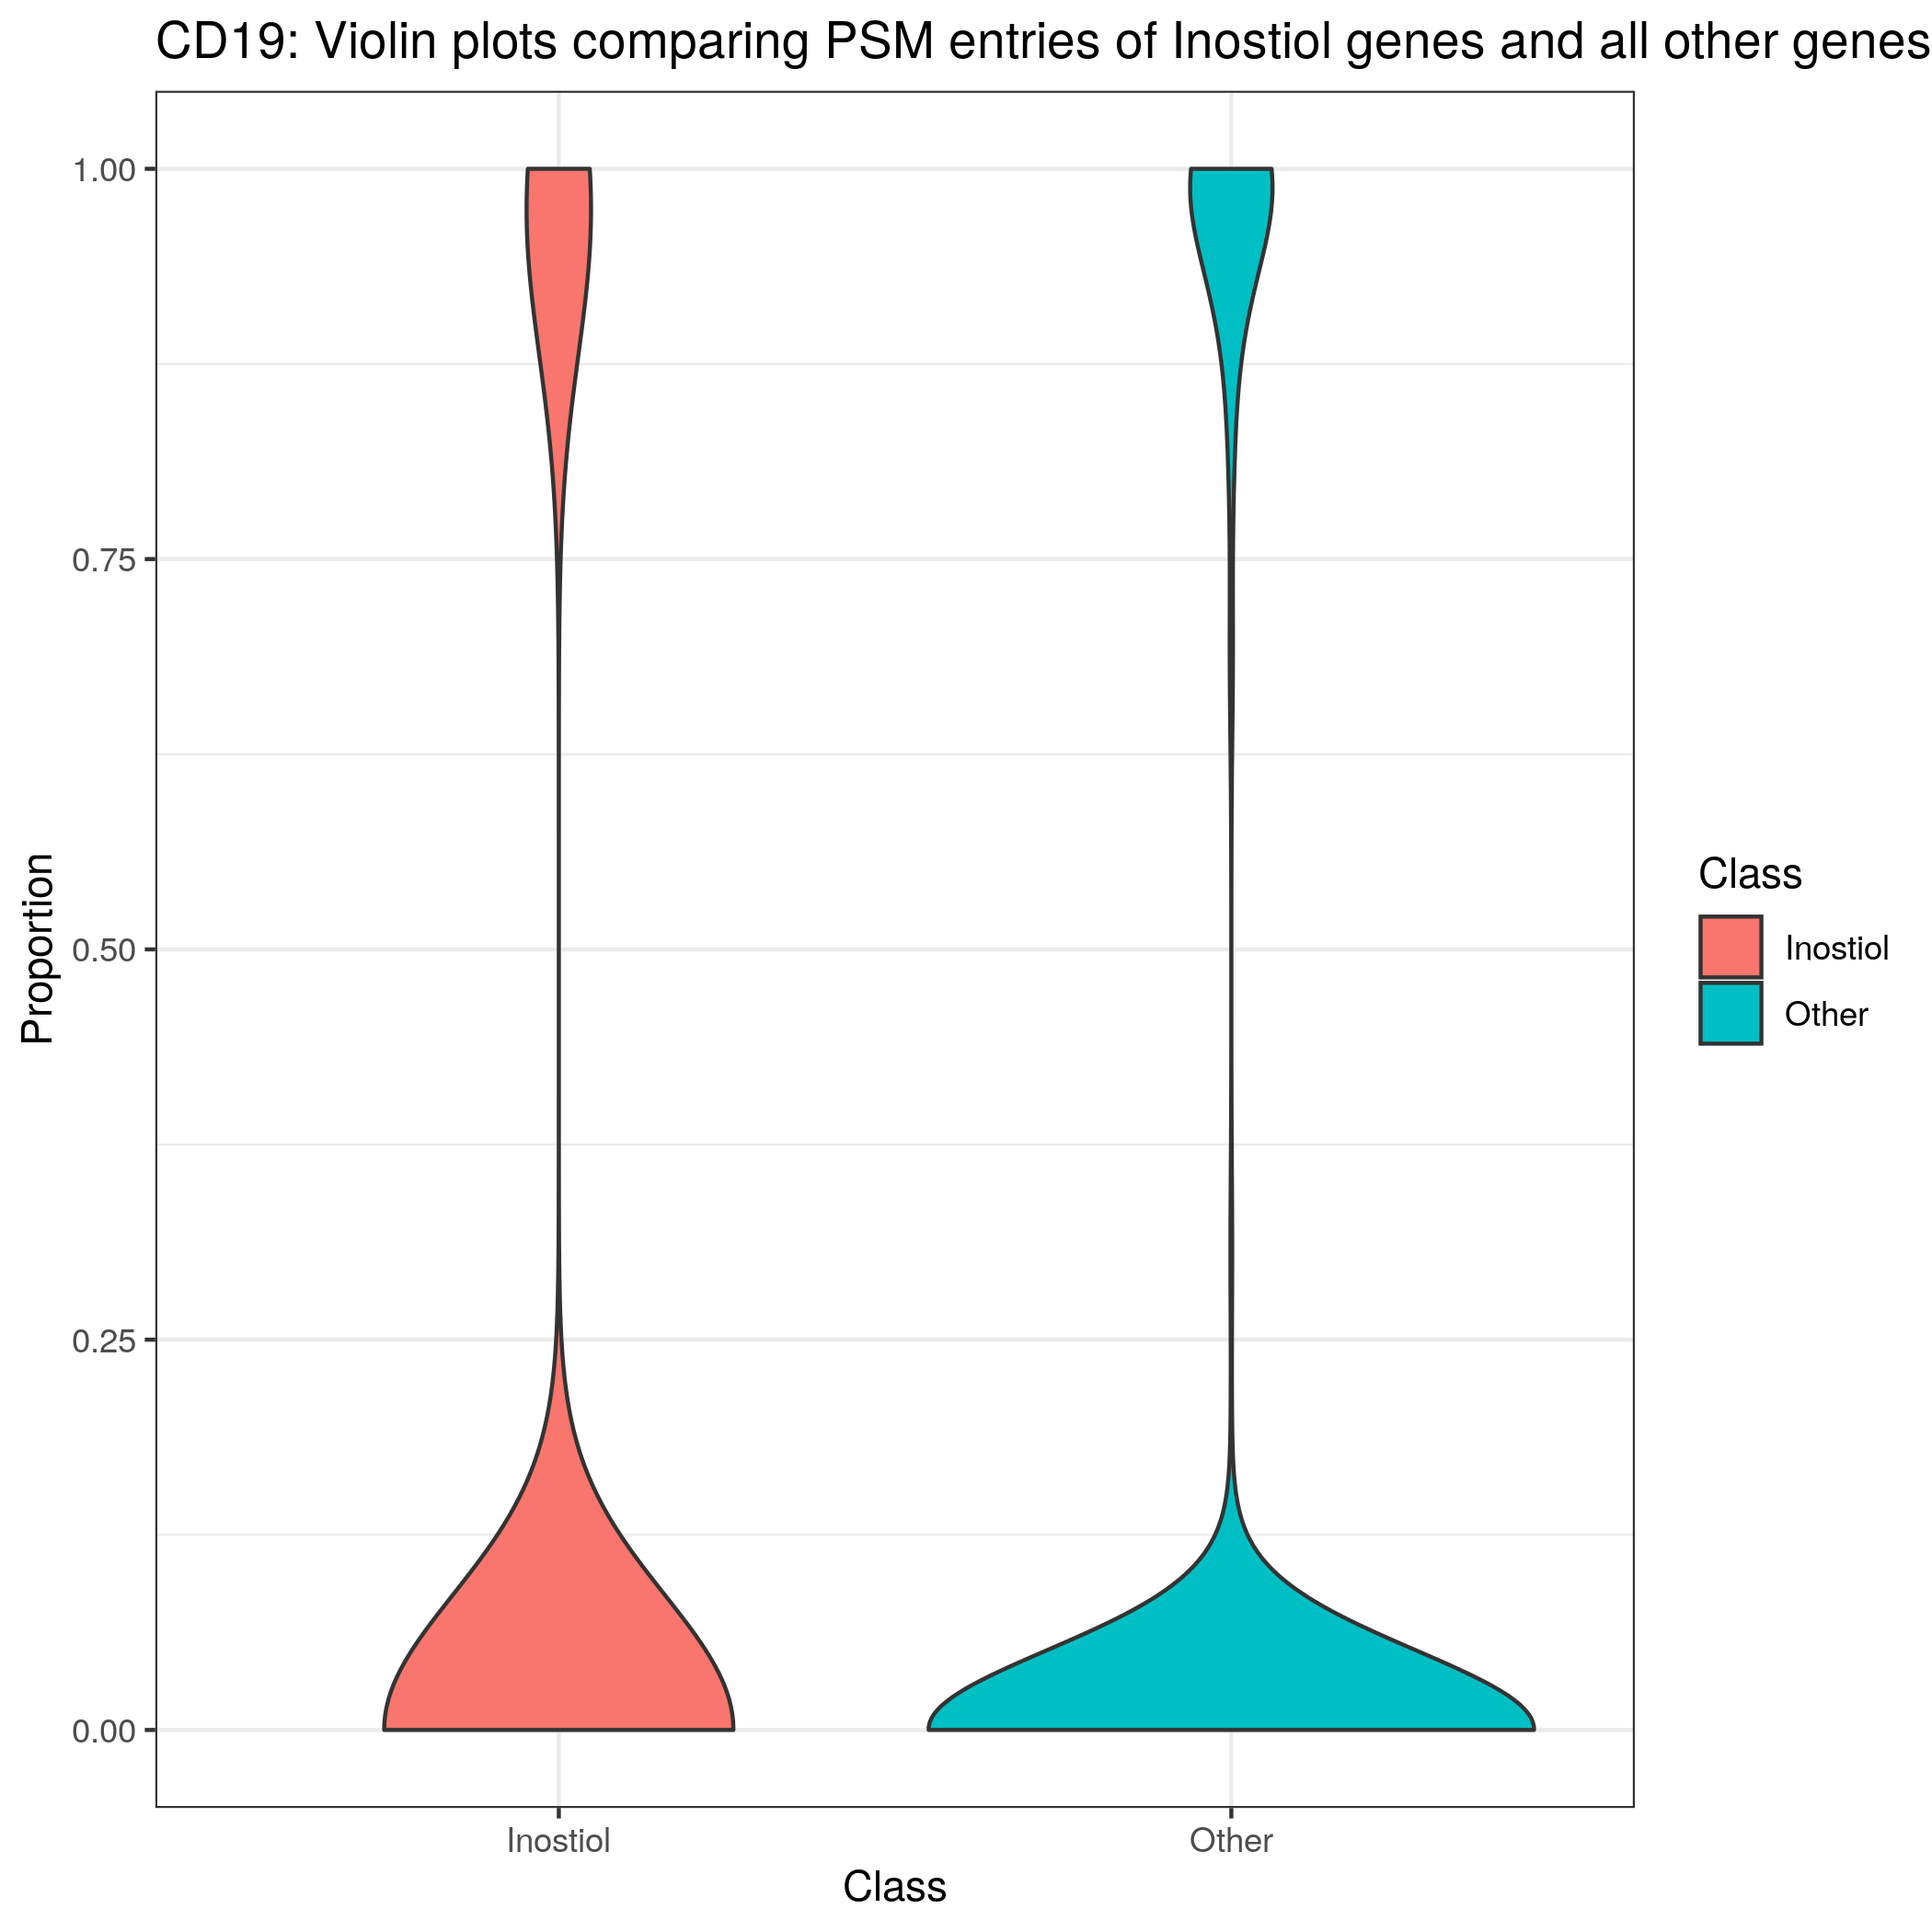 CD19: Violin plots comparing PSM entries of Inostiol genes and all other genes
1.00
0.75
0.50
0.25
0.00
Proportion
Inostiol
Other
Class
Class
Inostiol
Other